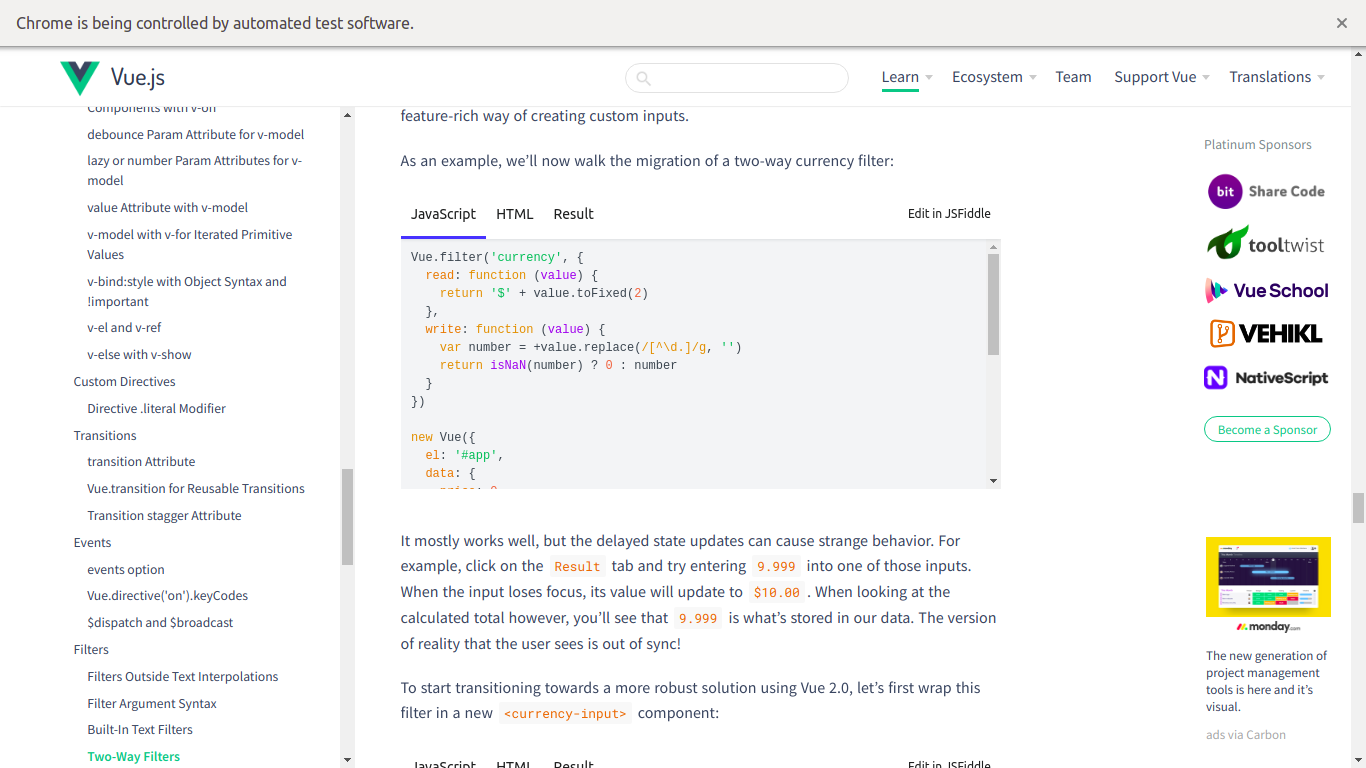 Chrome is being controlled by automated test software.
Vue.js
Learn
Ecosystem
Team
Support Vue
Translations
Components with v-on
debounce Param Attribute for v-model
lazy or number Param Attributes for v-
model
value Attribute with v-model
v-model with v-for Iterated Primitive
Values
v-bind:style with Object Syntax and
!important
v-el and v-ref
v-else with v-show
Custom Directives
Directive .literal Modifier
Transitions
transition Attribute
Vue.transition for Reusable Transitions
Transition stagger Attribute
Events
events option
Vue.directive('on').keyCodes
$dispatch and $broadcast
Filters
Filters Outside Text Interpolations
Filter Argument Syntax
Built-In Text Filters
Two-Way Filters
feature-rich way of creating custom inputs.
As an example, we’ll now walk the migration of a two-way currency filter:
JavaScript HTML Result Edit in JSFiddle
Vue.filter('currency', {
  read: function (value) {
    return '$' + value.toFixed(2)
  },
  write: function (value) {
    var number = +value.replace(/[^\d.]/g, '')
    return isNaN(number) ? 0 : number
  }
})
new Vue({
  el: '#app',
  data: {
    price: 0
It mostly works well, but the delayed state updates can cause strange behavior. For
example, click on the Result tab and try entering 9.999 into one of those inputs.
When the input loses focus, its value will update to $10.00 . When looking at the
calculated total however, you’ll see that 9.999 is what’s stored in our data. The version
of reality that the user sees is out of sync!
To start transitioning towards a more robust solution using Vue 2.0, let’s first wrap this
filter in a new <currency-input> component:
JavaScript HTML Result Edit in JSFiddle
Platinum Sponsors
bit Share Code
tooltwist
Vue School
VEHIKL
NativeScript
Become a Sponsor
monday.com
The new generation of
project management
tools is here and it’s
visual.
ads via Carbon